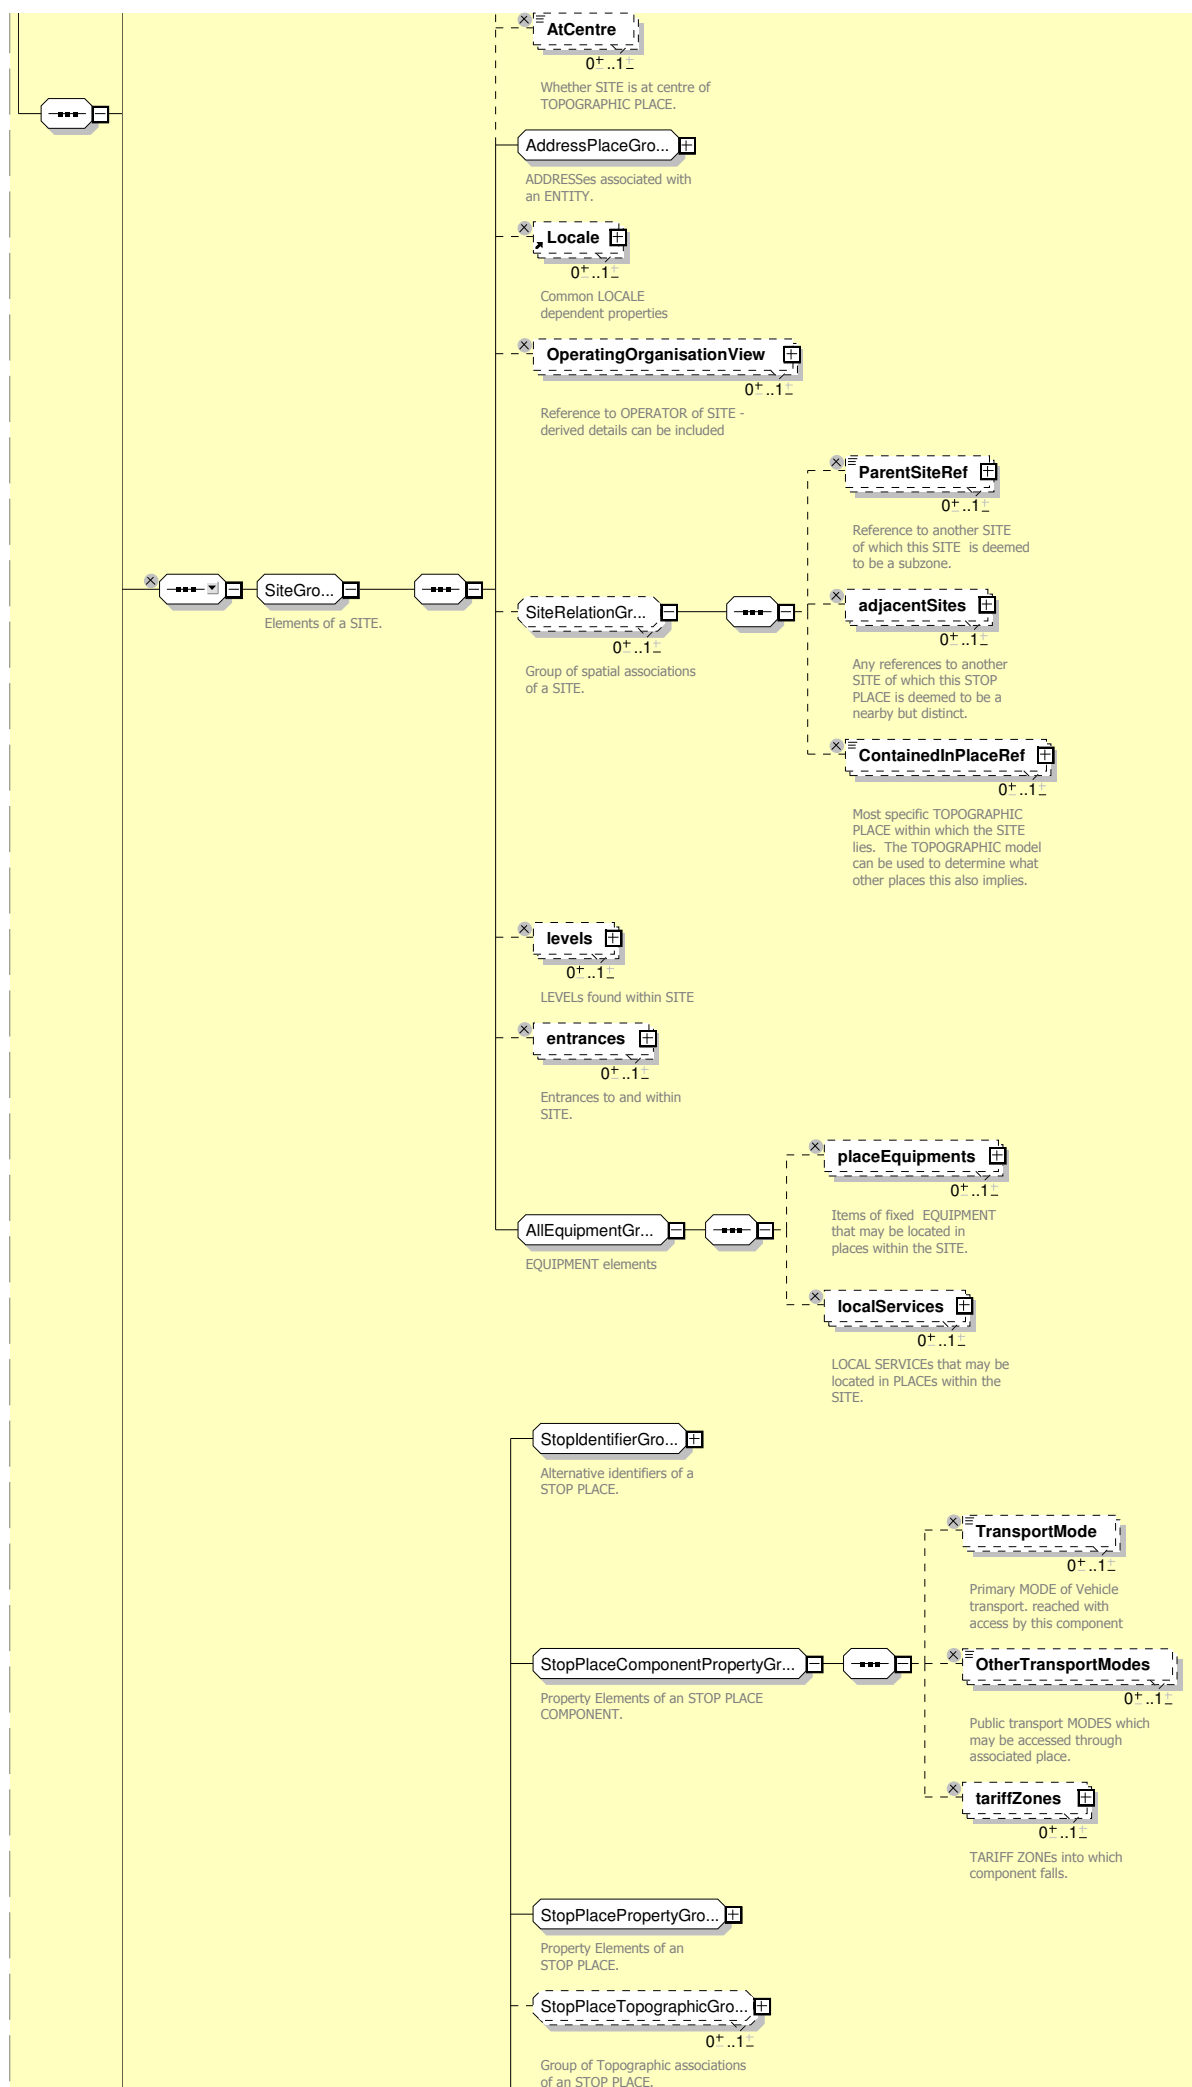 AtCentre
0..1
Whether SITE is at centre of
TOPOGRAPHIC PLACE.
AddressPlaceGro...
ADDRESSes associated with
an ENTITY.
Locale
0..1
Common LOCALE
dependent properties
OperatingOrganisationView
0..1
Reference to OPERATOR of SITE -
derived details can be included
ParentSiteRef
0..1
Reference to another SITE
of which this SITE  is deemed
to be a subzone.
SiteGro...
Elements of a SITE.
SiteRelationGr...
0..1
Group of spatial associations
of a SITE.
adjacentSites
0..1
Any references to another
SITE of which this STOP
PLACE is deemed to be a
nearby but distinct.
ContainedInPlaceRef
0..1
Most specific TOPOGRAPHIC
PLACE within which the SITE
lies.  The TOPOGRAPHIC model
can be used to determine what
other places this also implies.
levels
0..1
LEVELs found within SITE
entrances
0..1
Entrances to and within
SITE.
placeEquipments
0..1
Items of fixed  EQUIPMENT
that may be located in
places within the SITE.
AllEquipmentGr...
EQUIPMENT elements
localServices
0..1
LOCAL SERVICEs that may be
located in PLACEs within the
SITE.
StopIdentifierGro...
Alternative identifiers of a
STOP PLACE.
TransportMode
0..1
Primary MODE of Vehicle
transport. reached with
access by this component
StopPlaceComponentPropertyGr...
Property Elements of an STOP PLACE
COMPONENT.
OtherTransportModes
0..1
Public transport MODES which
may be accessed through
associated place.
tariffZones
0..1
TARIFF ZONEs into which
component falls.
StopPlacePropertyGro...
Property Elements of an
STOP PLACE.
StopPlaceTopographicGro...
0..1
Group of Topographic associations
of an STOP PLACE.